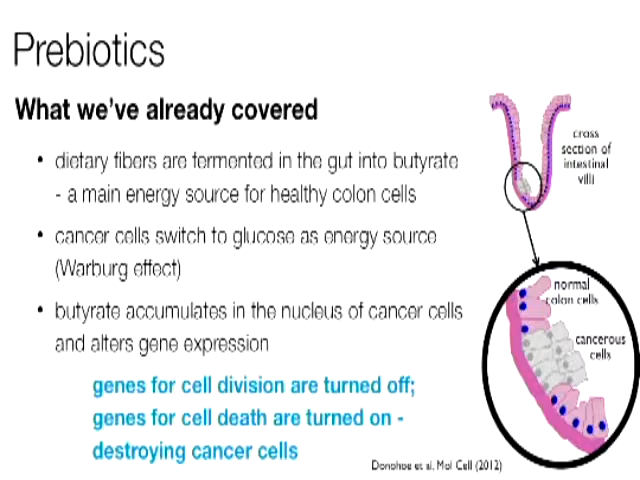 Prebiotics
What we've already covered
• dietary fibers are fermented in the gut into butyrate
- a main energy source for healthy colon cells
• cancer cells switch to glucose as energy source
(Warburg effect)
• butyrate accumulates in the nucleus of cancer cells
and alters gene expression
genes for cell division are turned off;
genes for cell death are turned on -
destroying cancer cells
Donohoe et al. Mol Cell (2012)
cross
section of
intestinal
villi
normal
colon cells
cancerous
cells